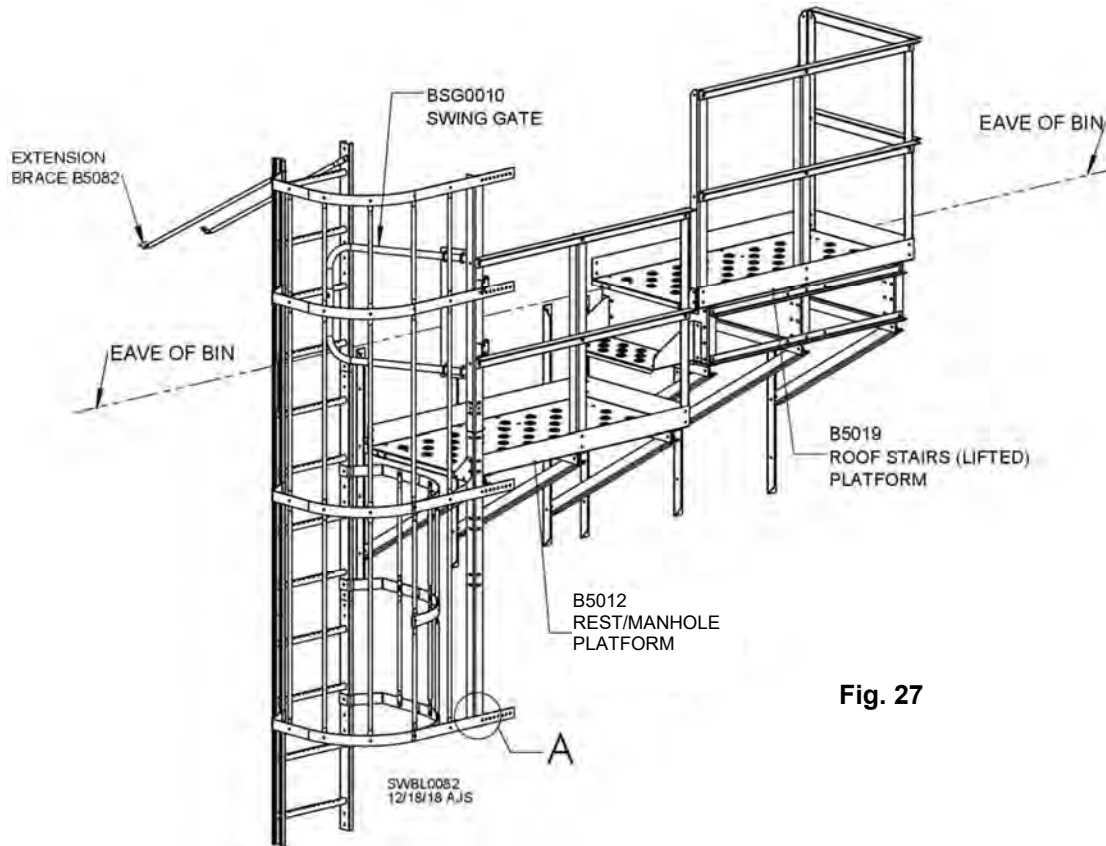 BSG0010
SWING GATE
EAVE OF BIN
EXTENSION
BRACE B5082
EAVE OF BIN
B5019
ROOF STAIRS (LIFTED)
PLATFORM
B5012
REST/MANHOLE
PLATFORM
Fig. 27
A
SWBL0082
12/18/18 AJS